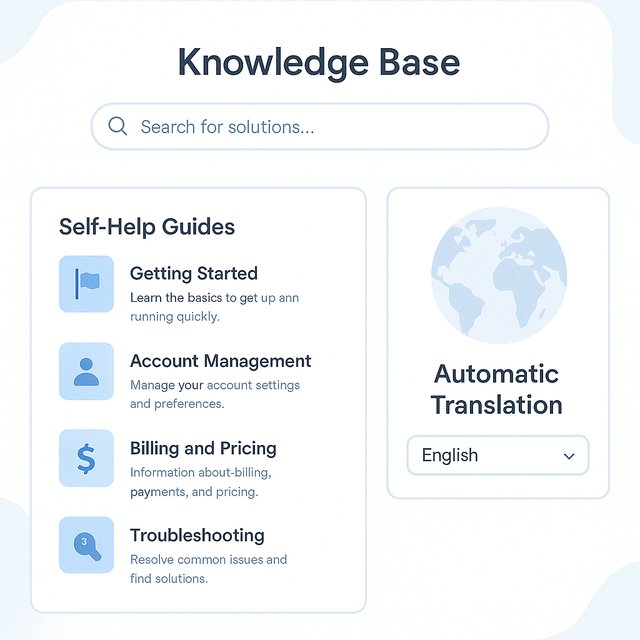 Knowledge Base
Search for solutions...
Self-Help Guides
Getting Started
Learn the basics to get up ann
running quickly.
Account Management
Manage your account settings
and preferences.
Billing and Pricing
Information about-billing,
payments, and pricing.
3
Troubleshooting
Resolve common issues and
find solutions.
Automatic
Translation
English